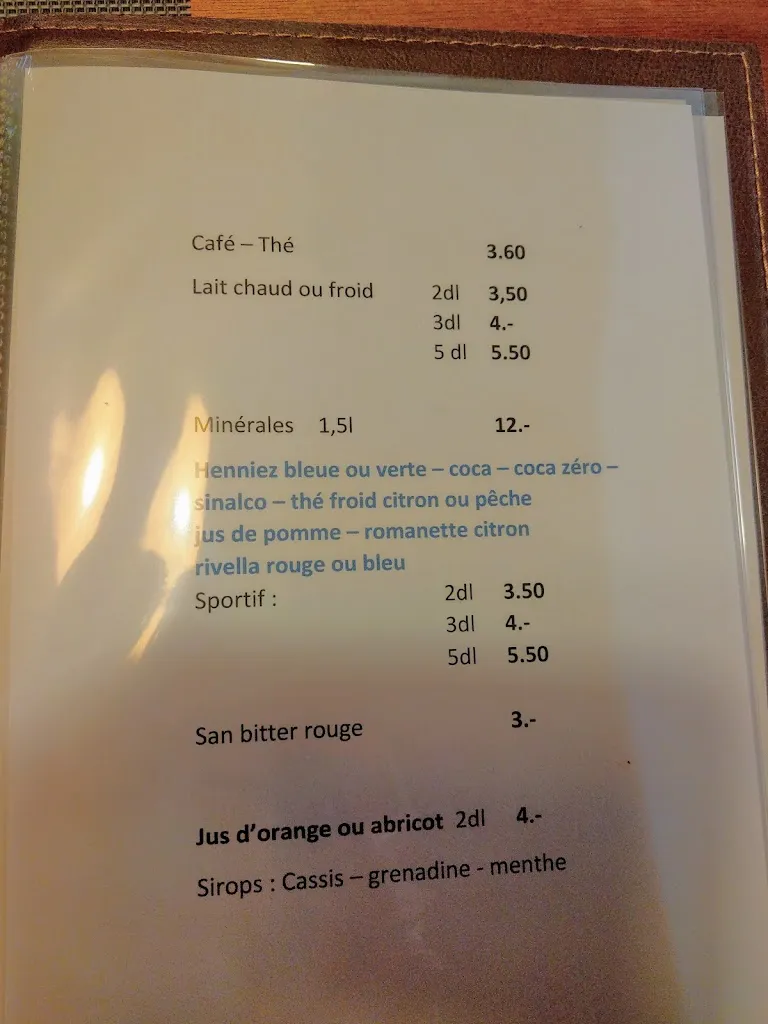 Café – Thé 3.60
Lait chaud ou froid 2dl 3,50
3dl 4.-
5 dl 5.50
Minérales 1,5l 12.-
Henniez bleue ou verte – coca – coca zéro –
sinalco – thé froid citron ou pêche
jus de pomme – romanette citron
rivella rouge ou bleu
Sportif : 2dl 3.50
3dl 4.-
5dl 5.50
San bitter rouge 3.-
Jus d’orange ou abricot 2dl 4.-
Sirops : Cassis – grenadine - menthe